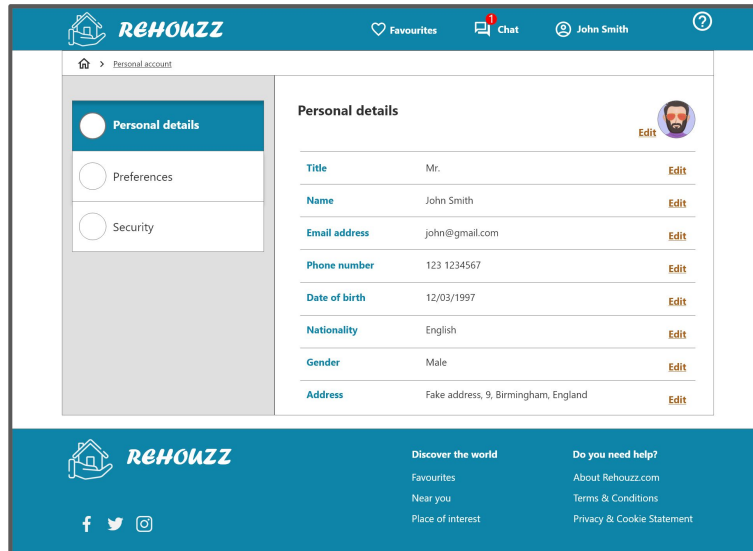 REHOUZZ
Favourites
1
Chat
John Smith
?
> Personal account
Personal details
Preferences
Security
Personal details
Edit
Title Mr. Edit
Name John Smith Edit
Email address john@gmail.com Edit
Phone number 123 1234567 Edit
Date of birth 12/03/1997 Edit
Nationality English Edit
Gender Male Edit
Address Fake address, 9, Birmingham, England Edit
REHOUZZ
Discover the world
Favourites
Near you
Place of interest
Do you need help?
About Rehouzz.com
Terms & Conditions
Privacy & Cookie Statement